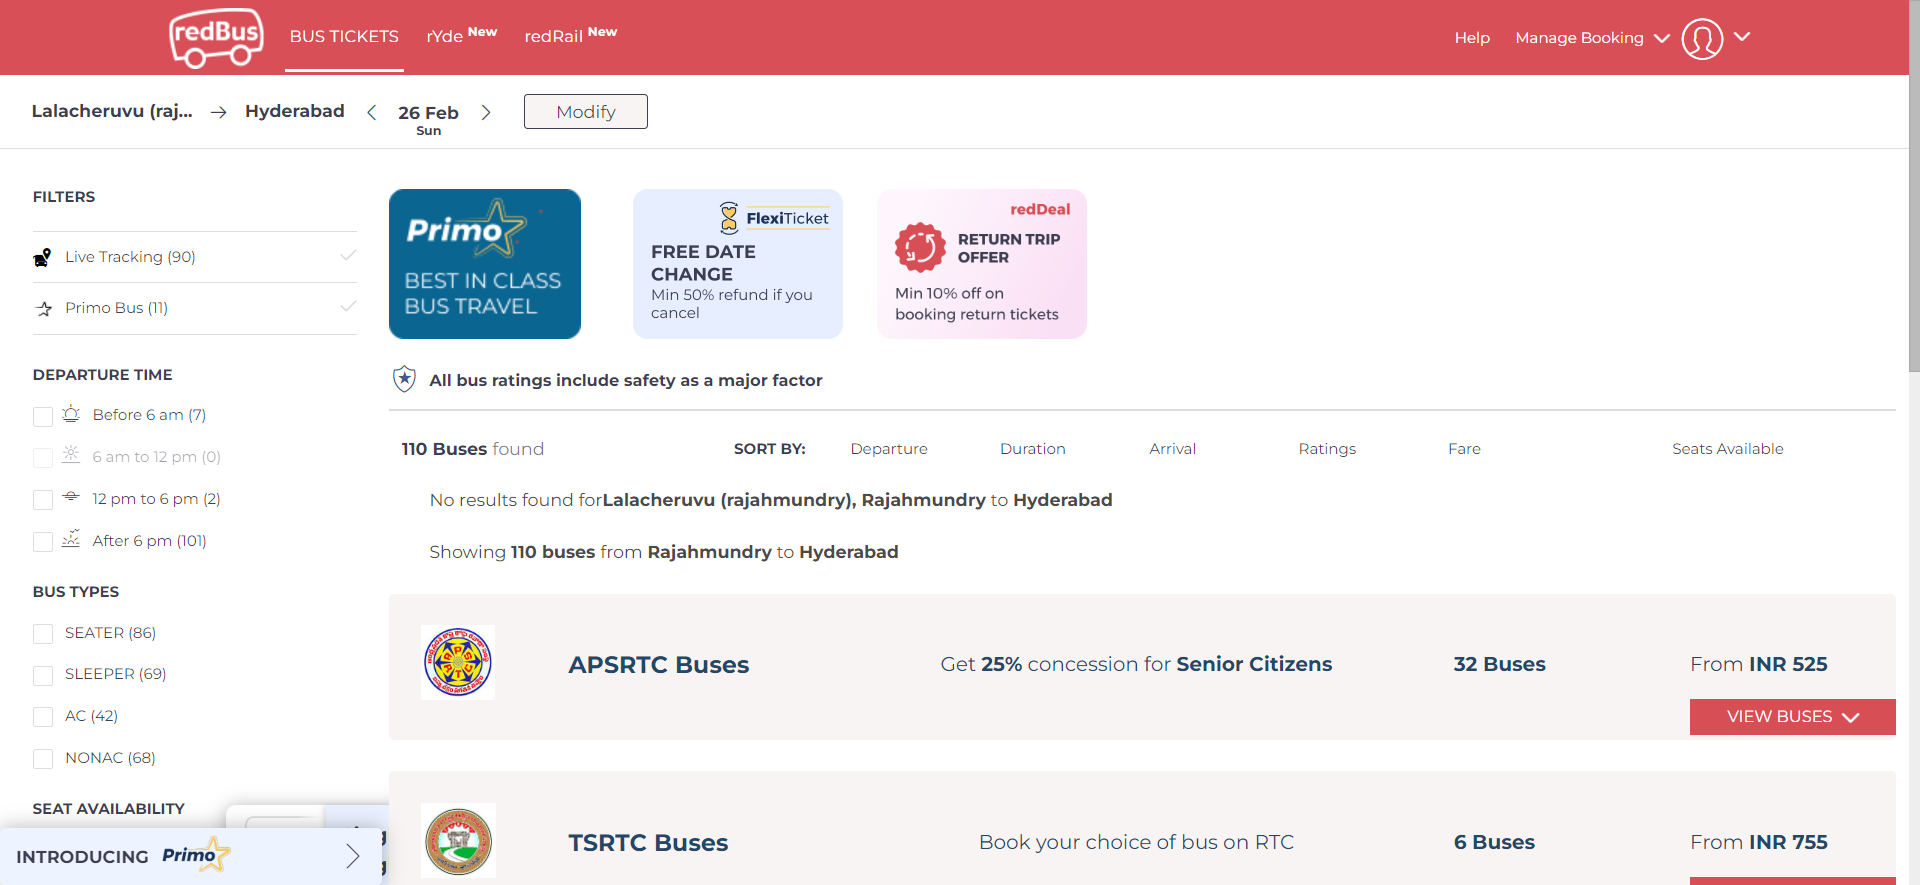 redBus
BUS TICKETS
rYde New
redRail New
Help
Manage Booking
Lalacheruvu (raj...
Hyderabad
26 Feb
Sun
Modify
FILTERS
Live Tracking (90)
Primo Bus (11)
DEPARTURE TIME
Before 6 am (7)
6 am to 12 pm (0)
12 pm to 6 pm (2)
After 6 pm (101)
BUS TYPES
SEATER (86)
SLEEPER (69)
AC (42)
NONAC (68)
SEAT AVAILABILITY
INTRODUCING Primo
Primo
BEST IN CLASS
BUS TRAVEL
FlexiTicket
FREE DATE
CHANGE
Min 50% refund if you
cancel
redDeal
RETURN TRIP
OFFER
Min 10% off on
booking return tickets
All bus ratings include safety as a major factor
110 Buses found
SORT BY:
Departure
Duration
Arrival
Ratings
Fare
Seats Available
No results found forLalacheruvu (rajahmundry), Rajahmundry to Hyderabad
Showing 110 buses from Rajahmundry to Hyderabad
APSRTC Buses
Get 25% concession for Senior Citizens
32 Buses
From INR 525
VIEW BUSES
TSRTC Buses
Book your choice of bus on RTC
6 Buses
From INR 755